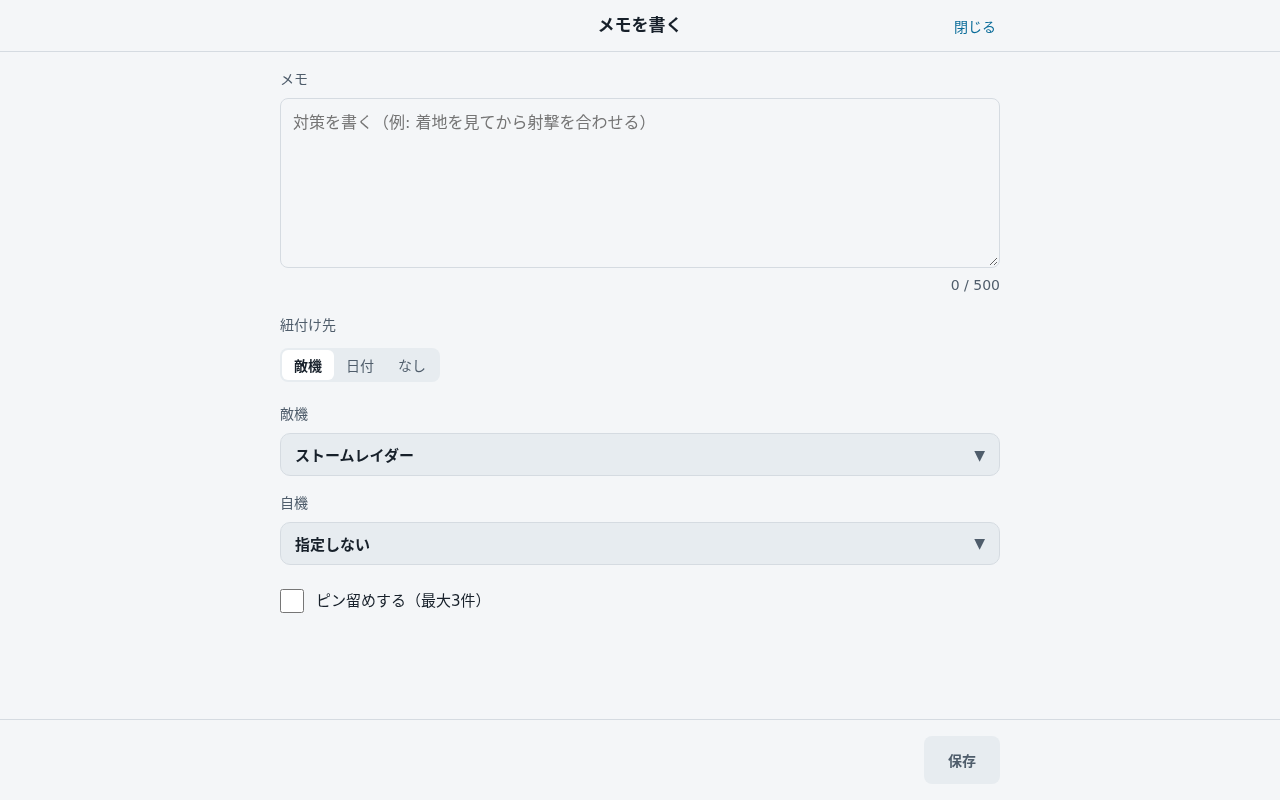 メモを書く
閉じる
メモ
対策を書く（例: 着地を見てから射撃を合わせる）
0 / 500
紐付け先
敵機 日付 なし
敵機
ストームレイダー ▼
自機
指定しない ▼
ピン留めする（最大3件）
保存